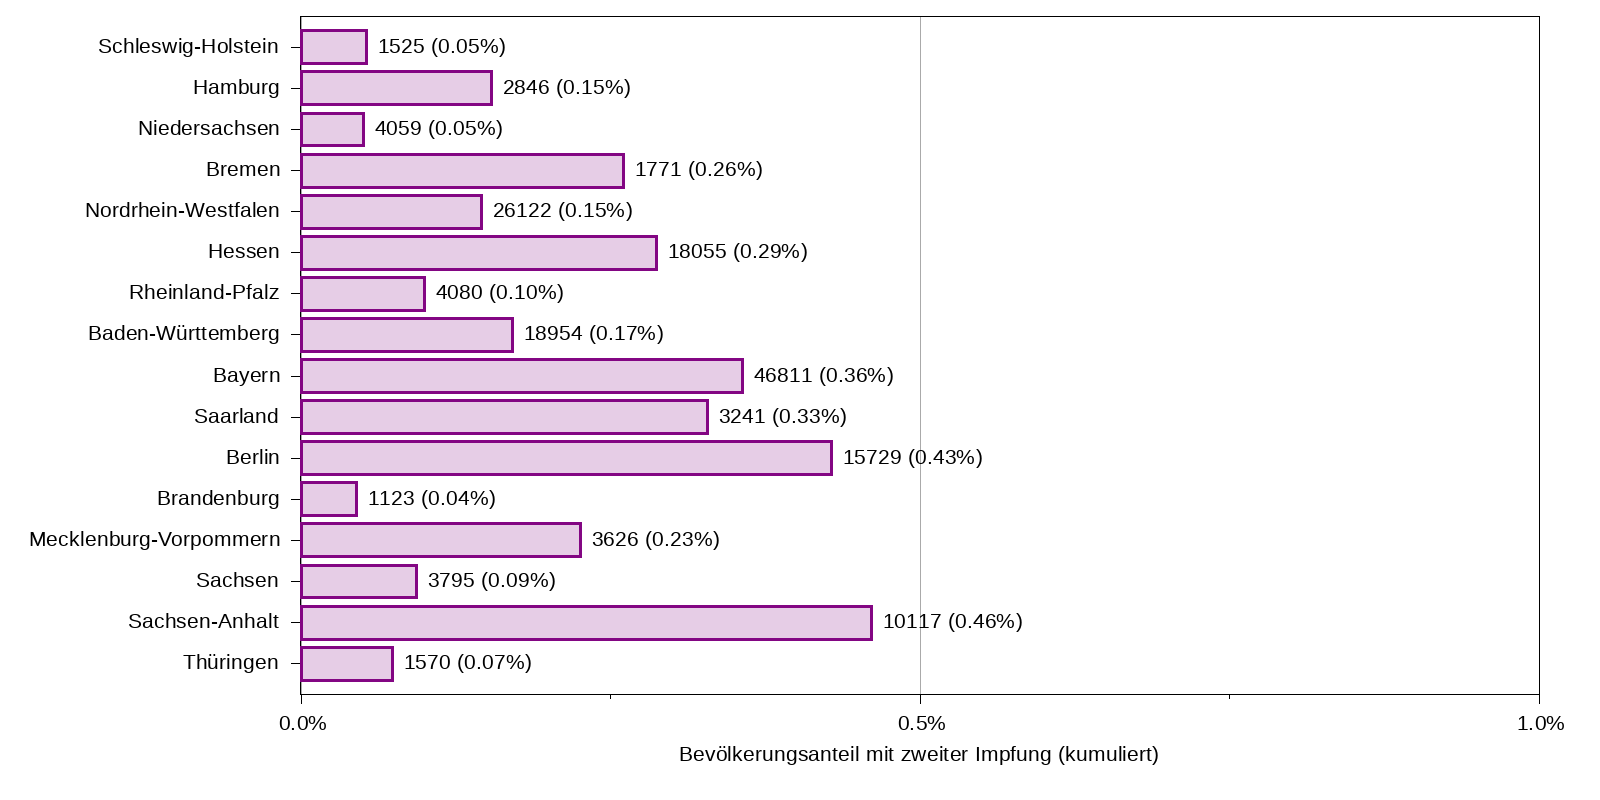 Schleswig-Holstein 1525 (0.05%)
Hamburg 2846 (0.15%)
Niedersachsen 4059 (0.05%)
Bremen 1771 (0.26%)
Nordrhein-Westfalen 26122 (0.15%)
Hessen 18055 (0.29%)
Rheinland-Pfalz 4080 (0.10%)
Baden-Württemberg 18954 (0.17%)
Bayern 46811 (0.36%)
Saarland 3241 (0.33%)
Berlin 15729 (0.43%)
Brandenburg 1123 (0.04%)
Mecklenburg-Vorpommern 3626 (0.23%)
Sachsen 3795 (0.09%)
Sachsen-Anhalt 10117 (0.46%)
Thüringen 1570 (0.07%)
0.0% 0.5% 1.0%
Bevölkerungsanteil mit zweiter Impfung (kumuliert)